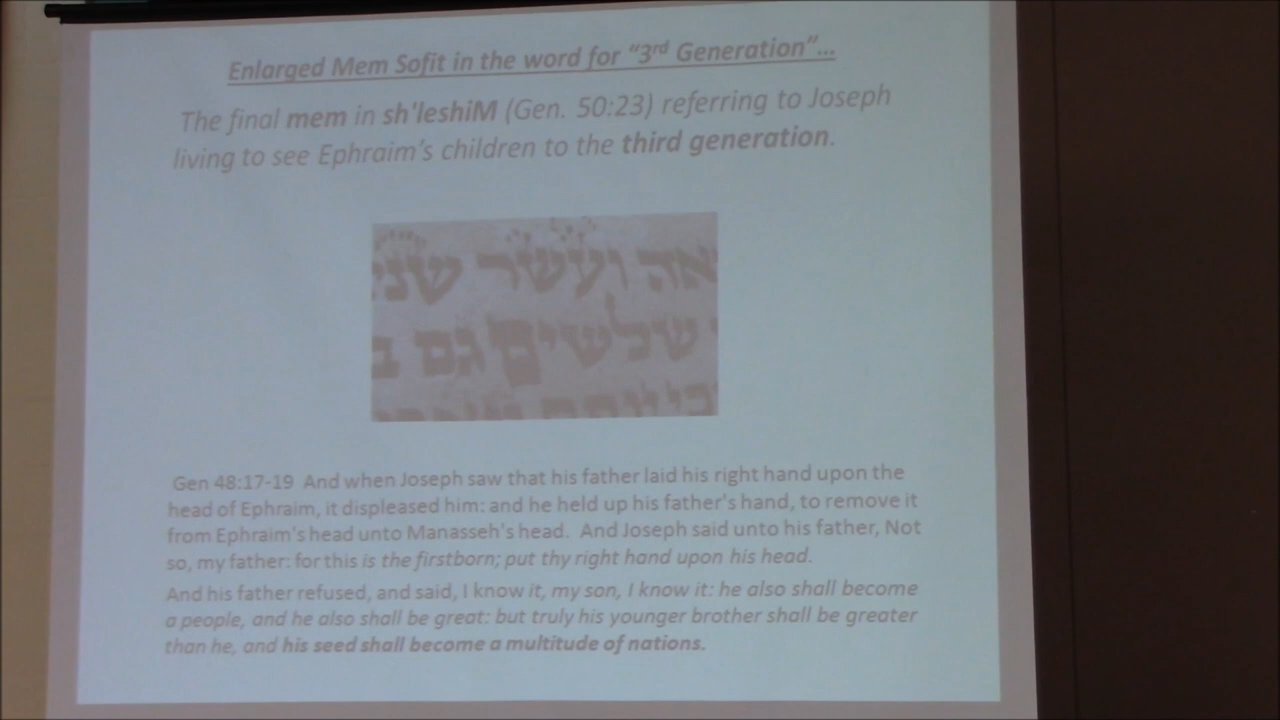 Enlarged Mem Sofit in the word for "3rd Generation"...
The final mem in sh'leshiM (Gen. 50:23) referring to Joseph
living to see Ephraim's children to the third generation.
ועשר
שלשים גם
Gen 48:17-19 And when Joseph saw that his father laid his right hand upon the
head of Ephraim, it displeased him: and he held up his father's hand, to remove it
from Ephraim's head unto Manasseh's head. And Joseph said unto his father, Not
so, my father: for this is the firstborn; put thy right hand upon his head.
And his father refused, and said, I know it, my son, I know it: he also shall become
a people, and he also shall be great: but truly his younger brother shall be greater
than he, and his seed shall become a multitude of nations.